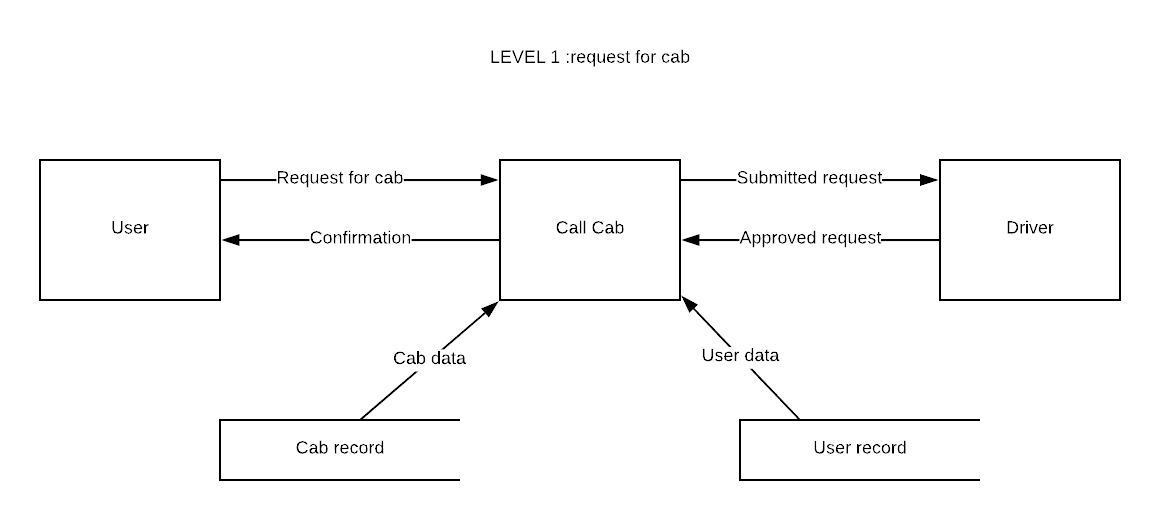 LEVEL 1 :request for cab
Request for cab
Submitted request
User
Call Cab
Driver
Confirmation
Approved request
Cab data
User data
Cab record
User record